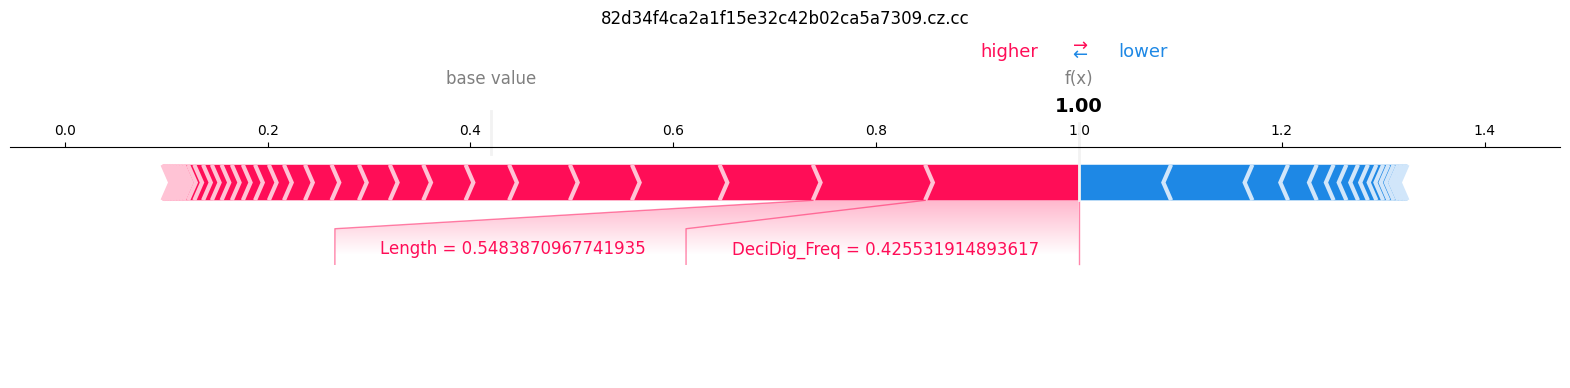 82d34f4ca2a1f15e32c42b02ca5a7309.cz.cc
higher ⇄ lower
base value f(x)
1.00
0.0 0.2 0.4 0.6 0.8 1.0 1.2 1.4
Length = 0.5483870967741935 DeciDig_Freq = 0.425531914893617